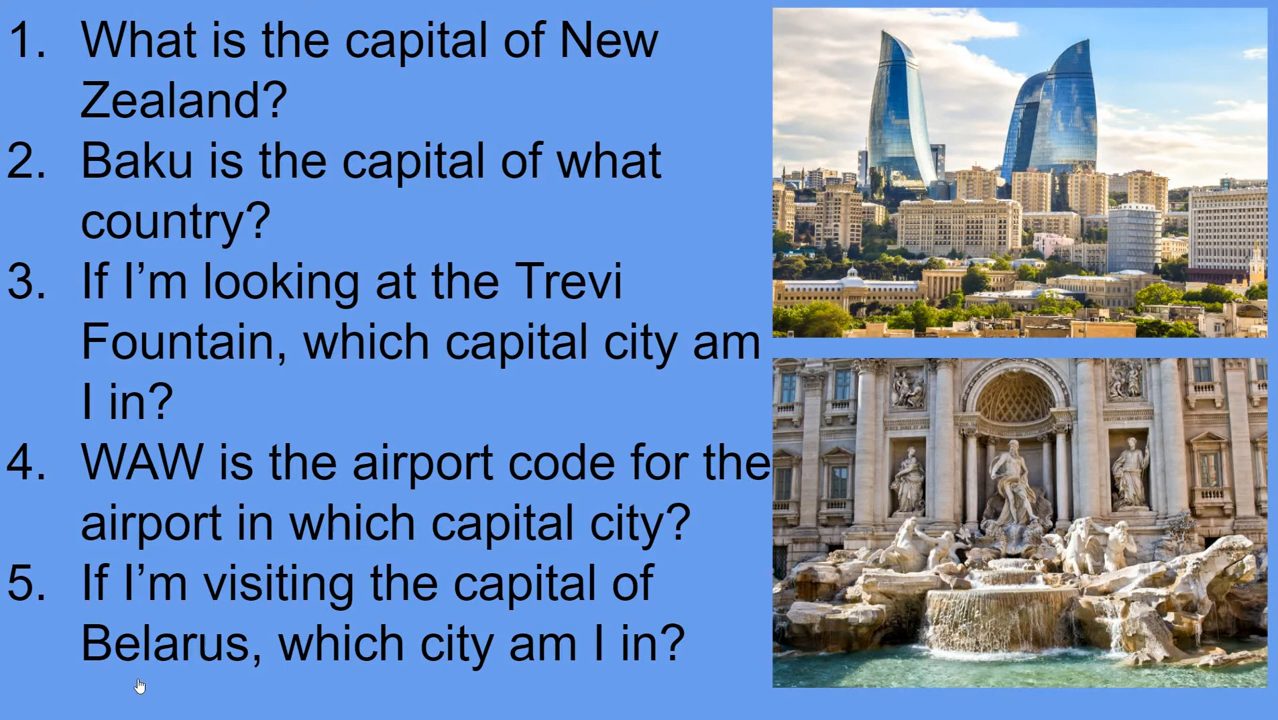 1. What is the capital of New
Zealand?
2. Baku is the capital of what
country?
3. If I’m looking at the Trevi
Fountain, which capital city am
I in?
4. WAW is the airport code for the
airport in which capital city?
5. If I’m visiting the capital of
Belarus, which city am I in?